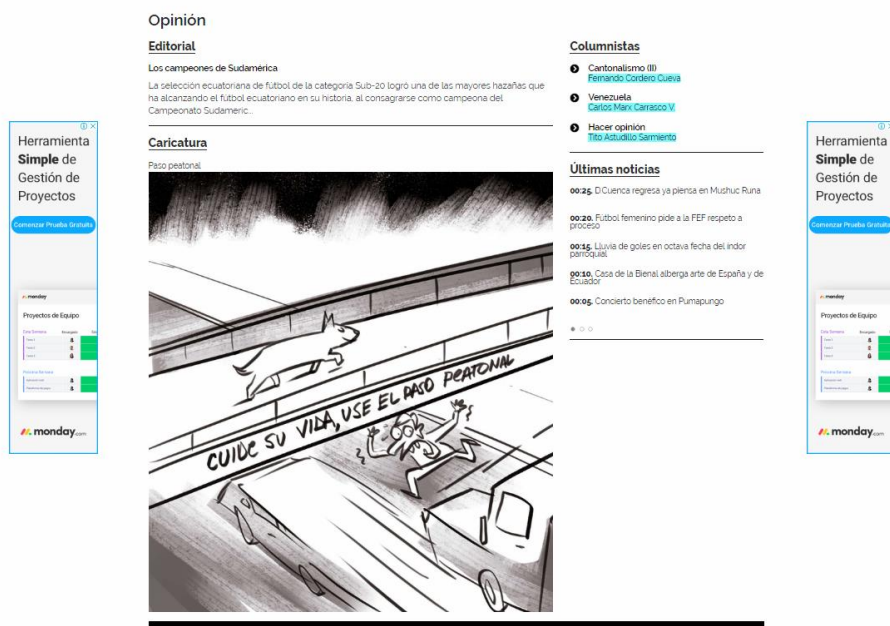 Opinión
Editorial
Los campeones de Sudamérica
La selección ecuatoriana de fútbol de la categoría Sub-20 logró una de las mayores hazañas que
ha alcanzando el fútbol ecuatoriano en su historia, al consagrarse como campeona del
Campeonato Sudameric...
Caricatura
Paso peatonal
CUIDE SU VIDA, USE EL PASO PEATONAL
Columnistas
Cantonalismo (II)
Fernando Cordero Cueva
Venezuela
Carlos Marx Carrasco V.
Hacer opinión
Tito Astudillo Sarmiento
Últimas noticias
00:25. D.Cuenca regresa ya piensa en Mushuc Runa
00:20. Fútbol femenino pide a la FEF respeto a
proceso
00:15. Lluvia de goles en octava fecha del indor
parroquial
00:10. Casa de la Bienal alberga arte de España y de
Ecuador
00:05. Concierto benéfico en Pumapungo
Herramienta
Simple de
Gestión de
Proyectos
Comenzar Prueba Gratuita
monday
Proyectos de Equipo
monday.com
Herramienta
Simple de
Gestión de
Proyectos
Comenzar Prueba Gratuita
monday
Proyectos de Equipo
monday.com